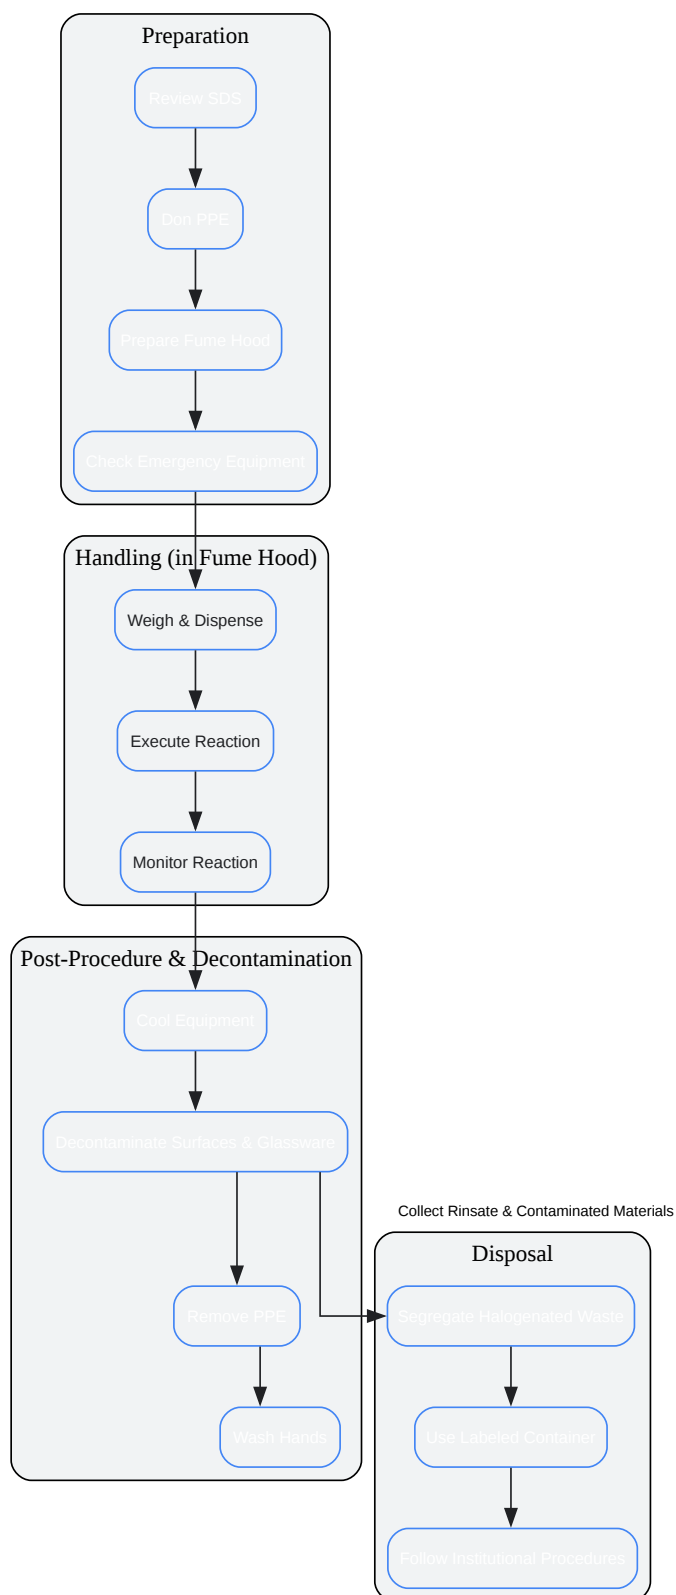 Preparation
Review SDS
Don PPE
Prepare Fume Hood
Check Emergency Equipment
Handling (in Fume Hood)
Weigh & Dispense
Execute Reaction
Monitor Reaction
Post-Procedure & Decontamination
Cool Equipment
Decontaminate Surfaces & Glassware
Remove PPE
Wash Hands
Collect Rinsate & Contaminated Materials
Disposal
Segregate Halogenated Waste
Use Labeled Container
Follow Institutional Procedures